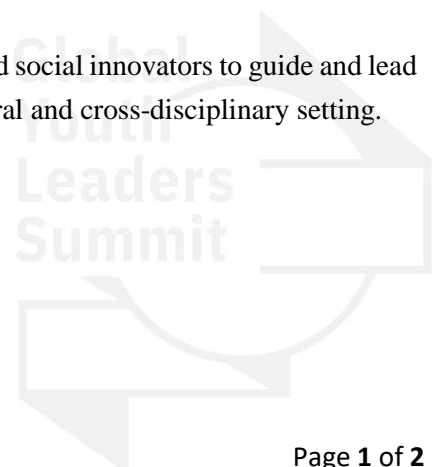 Global
d social innovators to guide and lead
ral and cross-disciplinary setting.
Youth
Leaders
Summit
Page 1 of 2